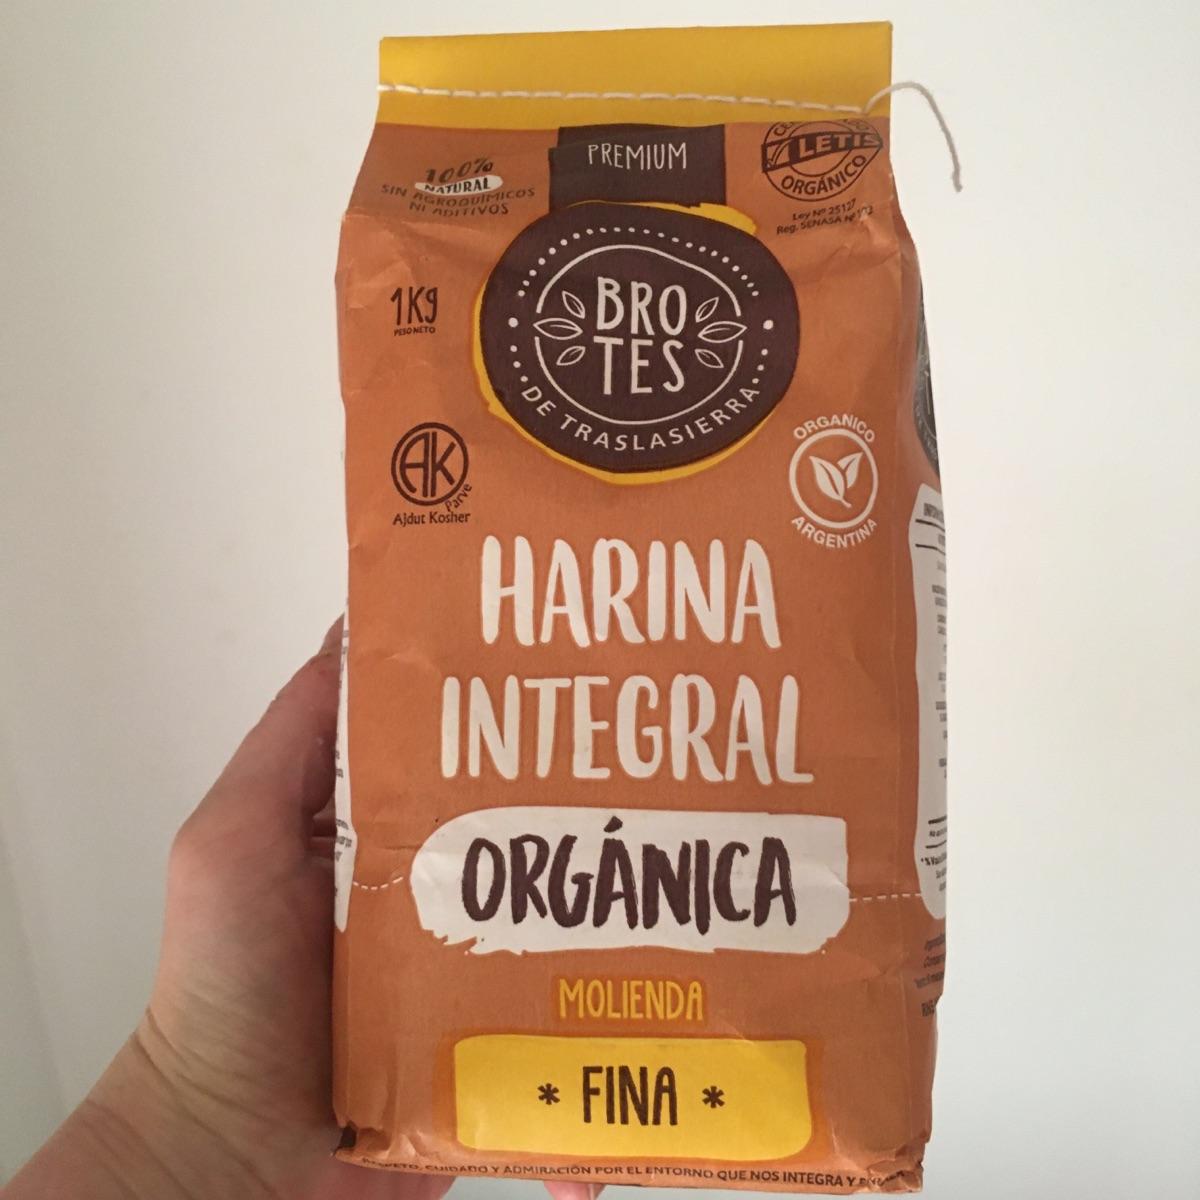 PREMIUM
100%
NATURAL
SIN AGROQUÍMICOS
NI ADITIVOS
LETIS
ORGÁNICO
Ley Nº 25127
Reg. SENASA
1Kg
PESO NETO
BRO
TES
DE TRASLASIERRA
AK
Parve
Ajdut Kosher
ORGANICO
ARGENTINA
HARINA
INTEGRAL
ORGÁNICA
MOLIENDA
* FINA *
CUIDADO Y ADMIRACIÓN POR EL ENTORNO QUE NOS INTEGRA Y